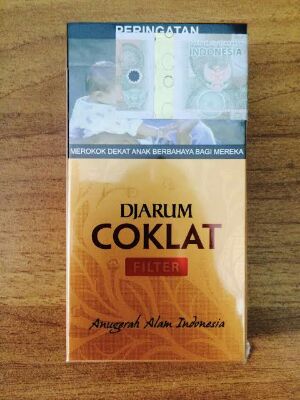 PERINGATAN
INDONESIA
MEROKOK DEKAT ANAK BERBAHAYA BAGI MEREKA
DJARUM
COKLAT
FILTER
Anugerah Alam Indonesia